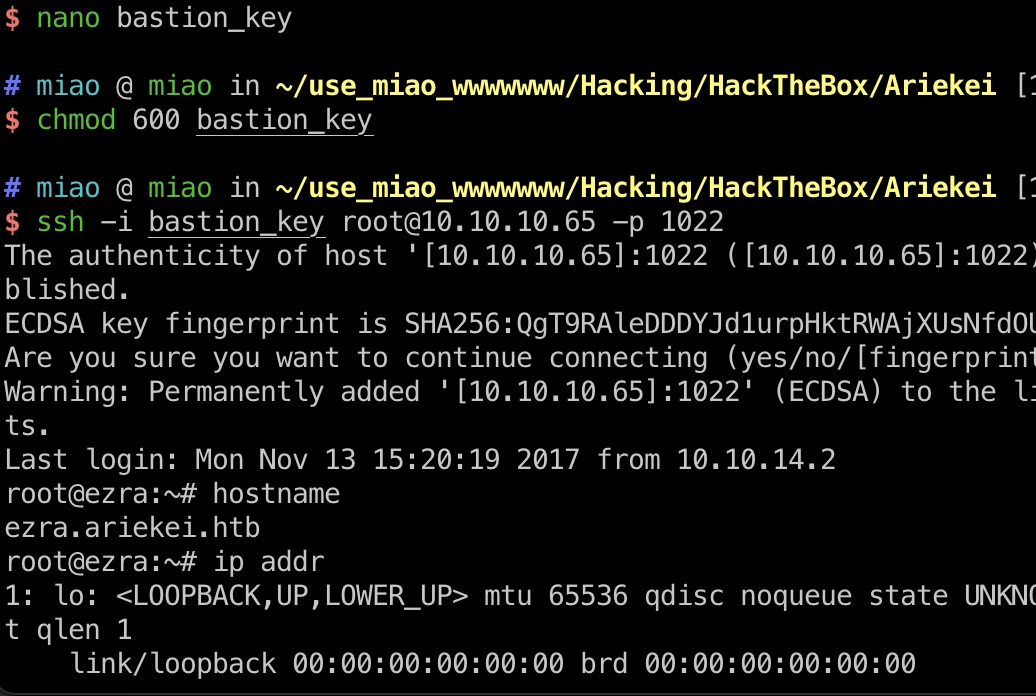 $ nano bastion_key
# miao @ miao in ~/use_miao_wwwwwww/Hacking/HackTheBox/Ariekei [1
$ chmod 600 bastion_key
# miao @ miao in ~/use_miao_wwwwwww/Hacking/HackTheBox/Ariekei [1
$ ssh -i bastion_key root@10.10.10.65 -p 1022
The authenticity of host '[10.10.10.65]:1022 ([10.10.10.65]:1022)
blished.
ECDSA key fingerprint is SHA256:QgT9RAleDDDYJd1urpHktRWAjXUsNfdOU
Are you sure you want to continue connecting (yes/no/[fingerprint
Warning: Permanently added '[10.10.10.65]:1022' (ECDSA) to the li
ts.
Last login: Mon Nov 13 15:20:19 2017 from 10.10.14.2
root@ezra:~# hostname
ezra.ariekei.htb
root@ezra:~# ip addr
1: lo: <LOOPBACK,UP,LOWER_UP> mtu 65536 qdisc noqueue state UNKNO
t qlen 1
link/loopback 00:00:00:00:00:00 brd 00:00:00:00:00:00